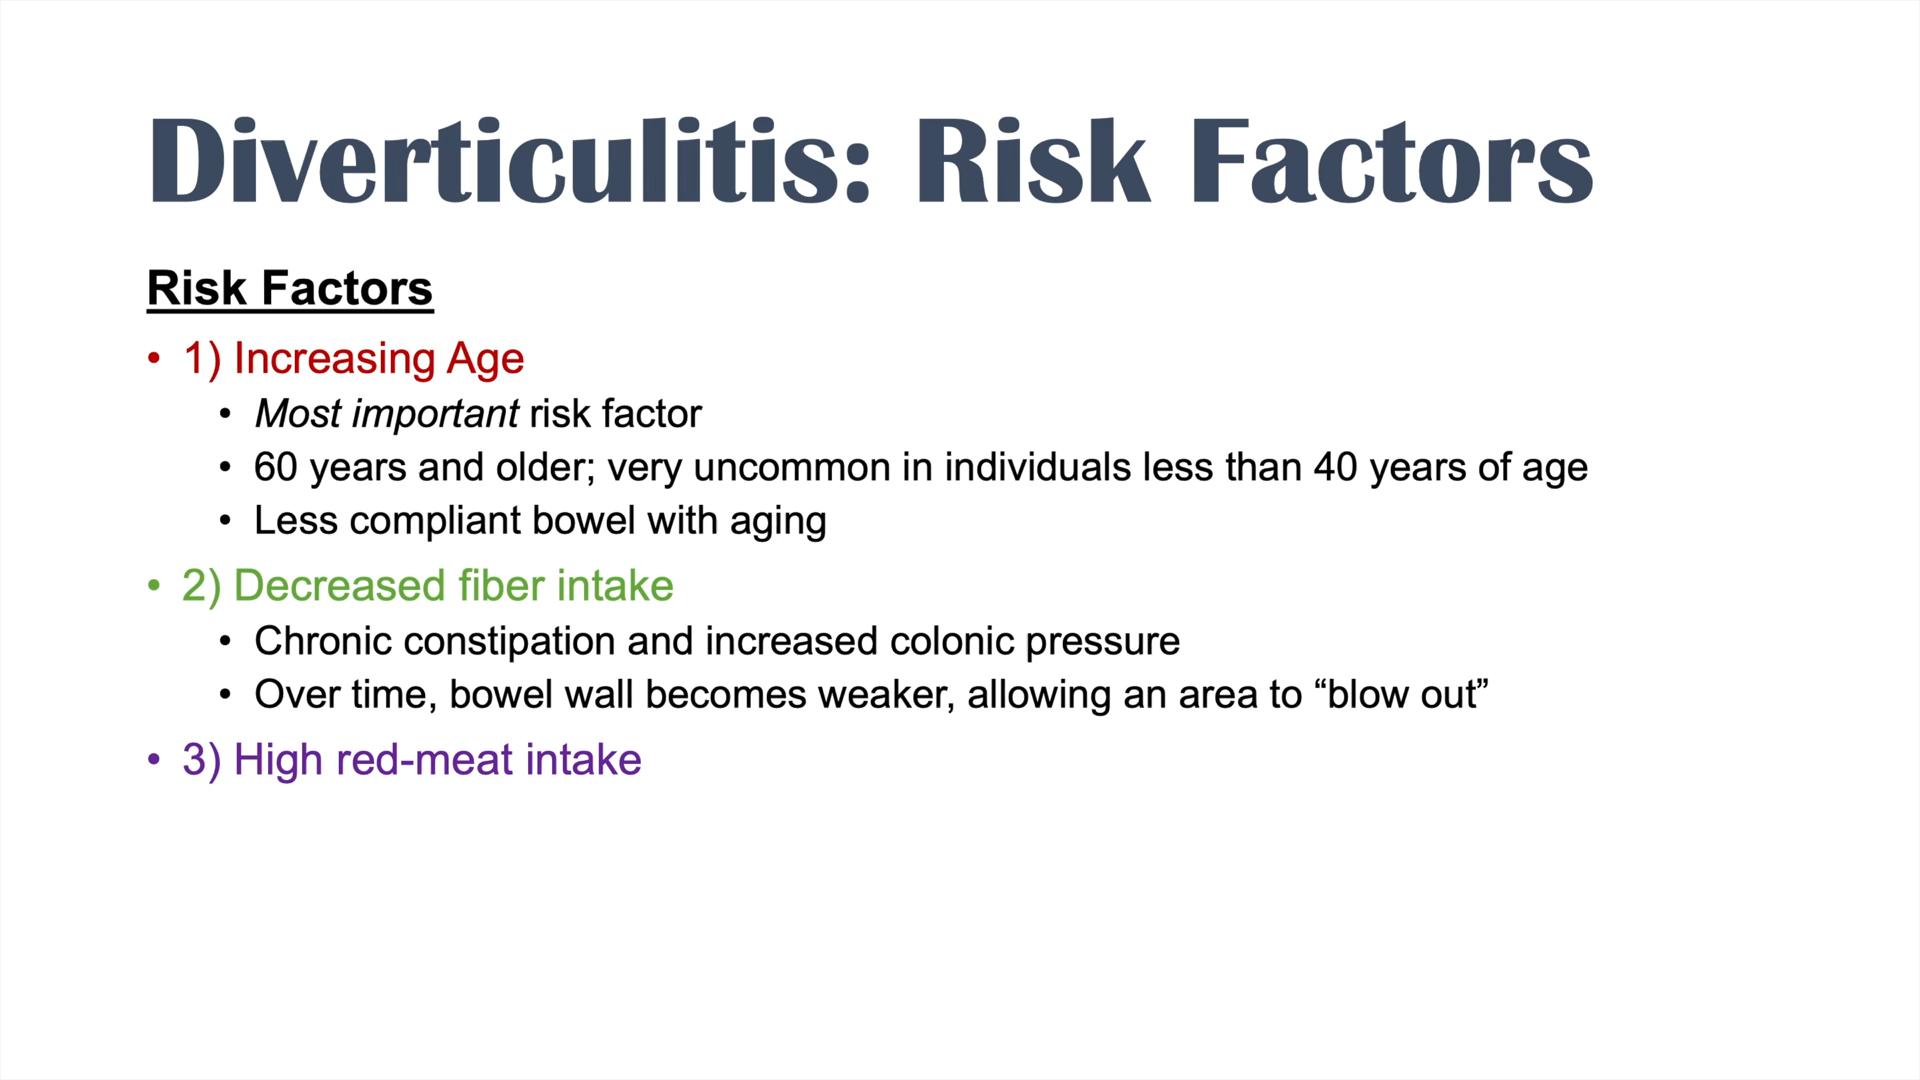 Diverticulitis: Risk Factors
Risk Factors
• 1) Increasing Age
• Most important risk factor
• 60 years and older; very uncommon in individuals less than 40 years of age
• Less compliant bowel with aging
• 2) Decreased fiber intake
• Chronic constipation and increased colonic pressure
• Over time, bowel wall becomes weaker, allowing an area to “blow out”
• 3) High red-meat intake